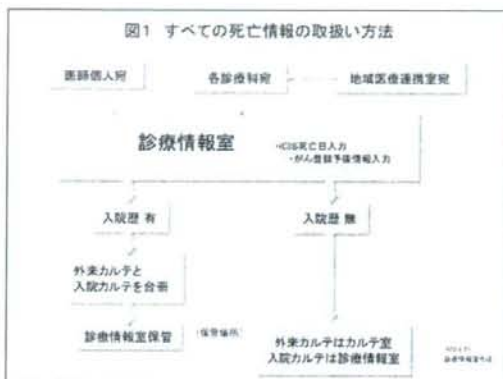 図1 すべての死亡情報の取扱い方法
医師個人宛
各診療科宛
地域医療連携室宛
診療情報室
・HOIS死亡日入力
・がん登録予後情報入力
入院歴 有
入院歴 無
外来カルテと
入院カルテを合冊
診療情報室保管
(保管場所)
外来カルテはカルテ室
入院カルテは診療情報室